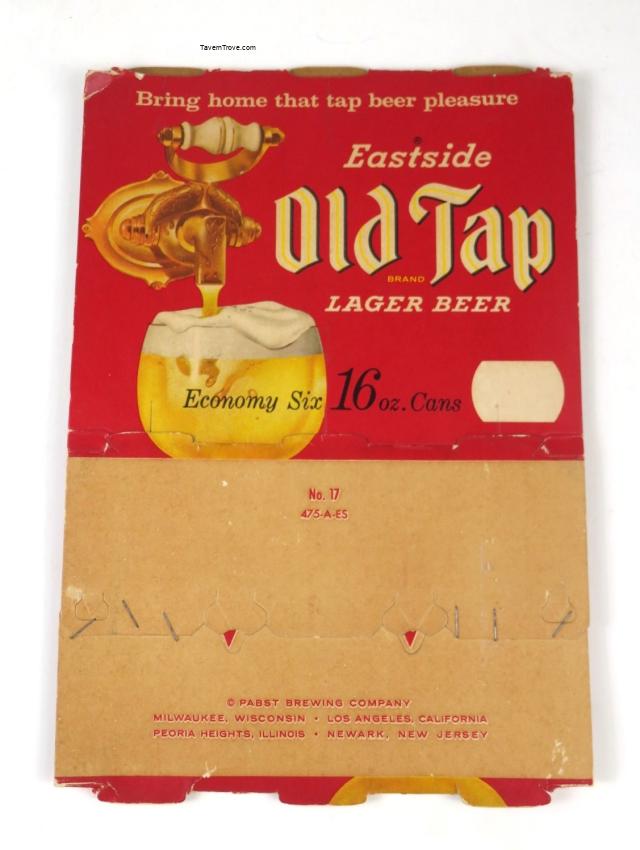 TavernTrove.com
Bring home that tap beer pleasure
Eastside
Old Tap
BRAND
LAGER BEER
Economy Six 16 oz. Cans
No. 17
475-A-ES
© PABST BREWING COMPANY
MILWAUKEE, WISCONSIN • LOS ANGELES, CALIFORNIA
PEORIA HEIGHTS, ILLINOIS • NEWARK, NEW JERSEY